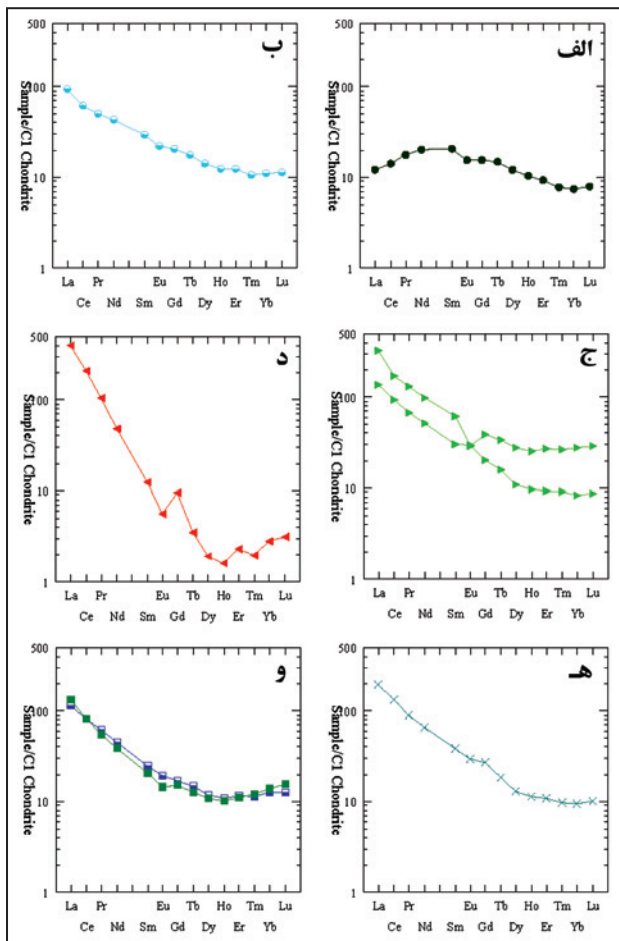 الف
500
100
10
1
Sample/C1 Chondrite
La Pr Eu Tb Ho Tm Lu
Ce Nd Sm Gd Dy Er Yb
ب
500
100
10
1
Sample/C1 Chondrite
La Pr Eu Tb Ho Tm Lu
Ce Nd Sm Gd Dy Er Yb
ج
500
100
10
1
Sample/C1 Chondrite
La Pr Eu Tb Ho Tm Lu
Ce Nd Sm Gd Dy Er Yb
د
500
100
10
1
Sample/C1 Chondrite
La Pr Eu Tb Ho Tm Lu
Ce Nd Sm Gd Dy Er Yb
هـ
500
100
10
1
Sample/C1 Chondrite
La Pr Eu Tb Ho Tm Lu
Ce Nd Sm Gd Dy Er Yb
و
500
100
10
1
Sample/C1 Chondrite
La Pr Eu Tb Ho Tm Lu
Ce Nd Sm Gd Dy Er Yb